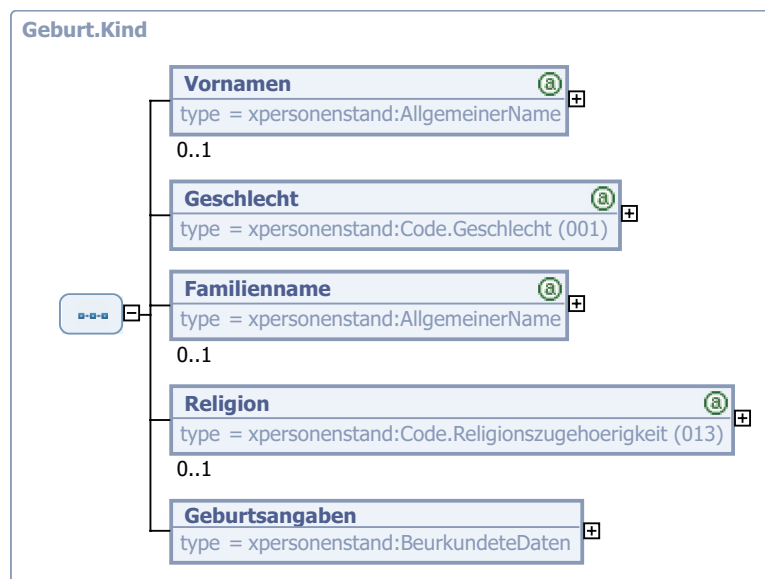 Geburt.Kind
Vornamen
type = xpersonenstand:AllgemeinerName
0..1
Geschlecht
type = xpersonenstand:Code.Geschlecht (001)
Familienname
type = xpersonenstand:AllgemeinerName
0..1
Religion
type = xpersonenstand:Code.Religionszugehoerigkeit (013)
0..1
Geburtsangaben
type = xpersonenstand:BeurkundeteDaten